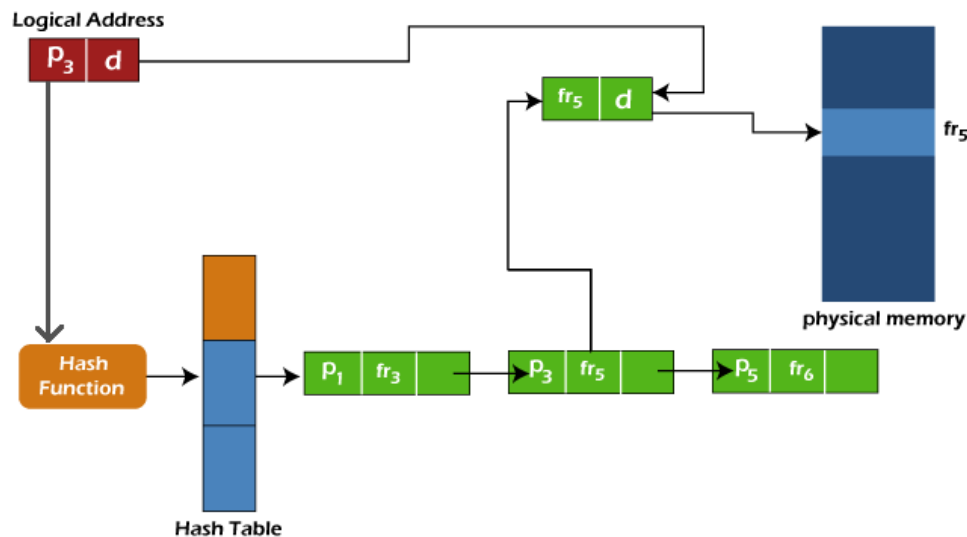 Logical Address
p₃ d
fr₅ d
fr₅
physical memory
Hash
Function
p₁ fr₃
p₃ fr₅
p₅ fr₆
Hash Table